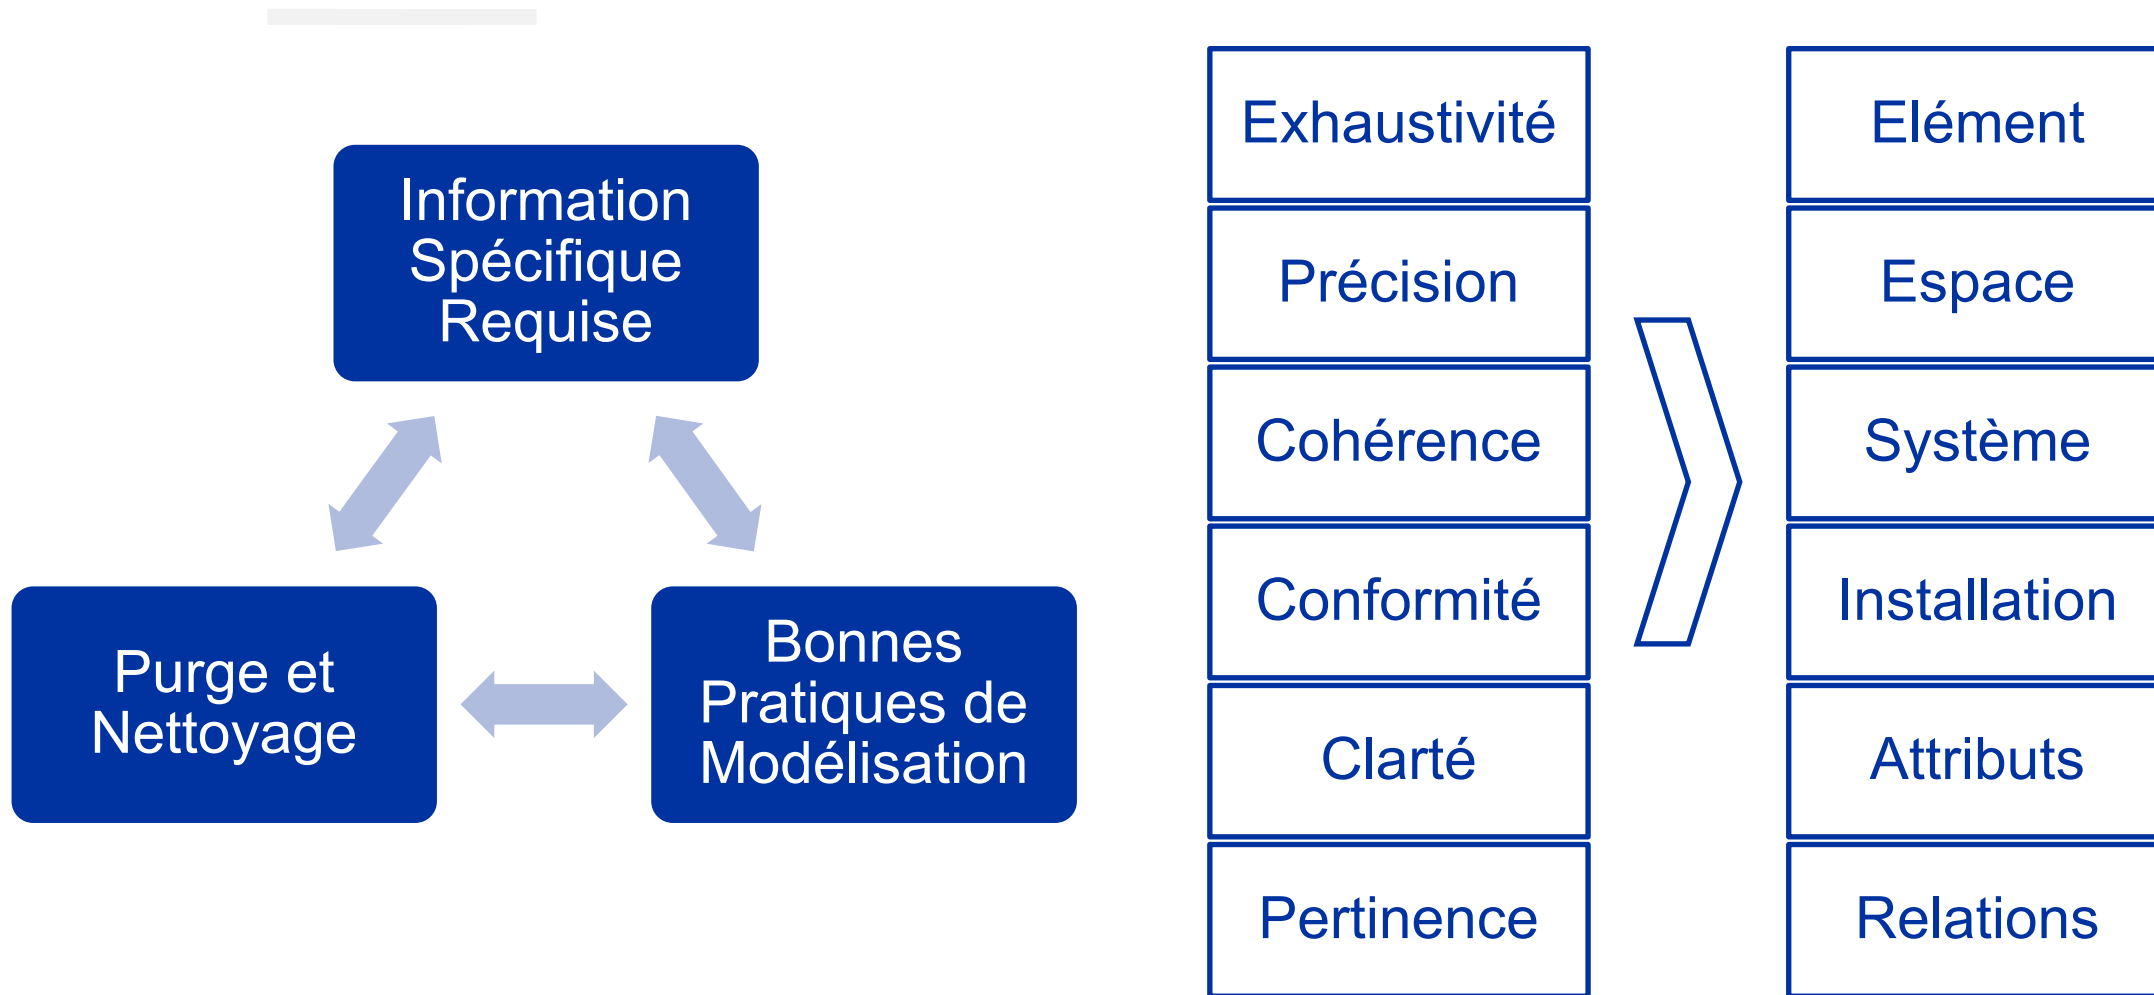 Information
Spécifique
Requise
Purge et
Nettoyage
Bonnes
Pratiques de
Modélisation
Exhaustivité
Précision
Cohérence
Conformité
Clarté
Pertinence
Elément
Espace
Système
Installation
Attributs
Relations